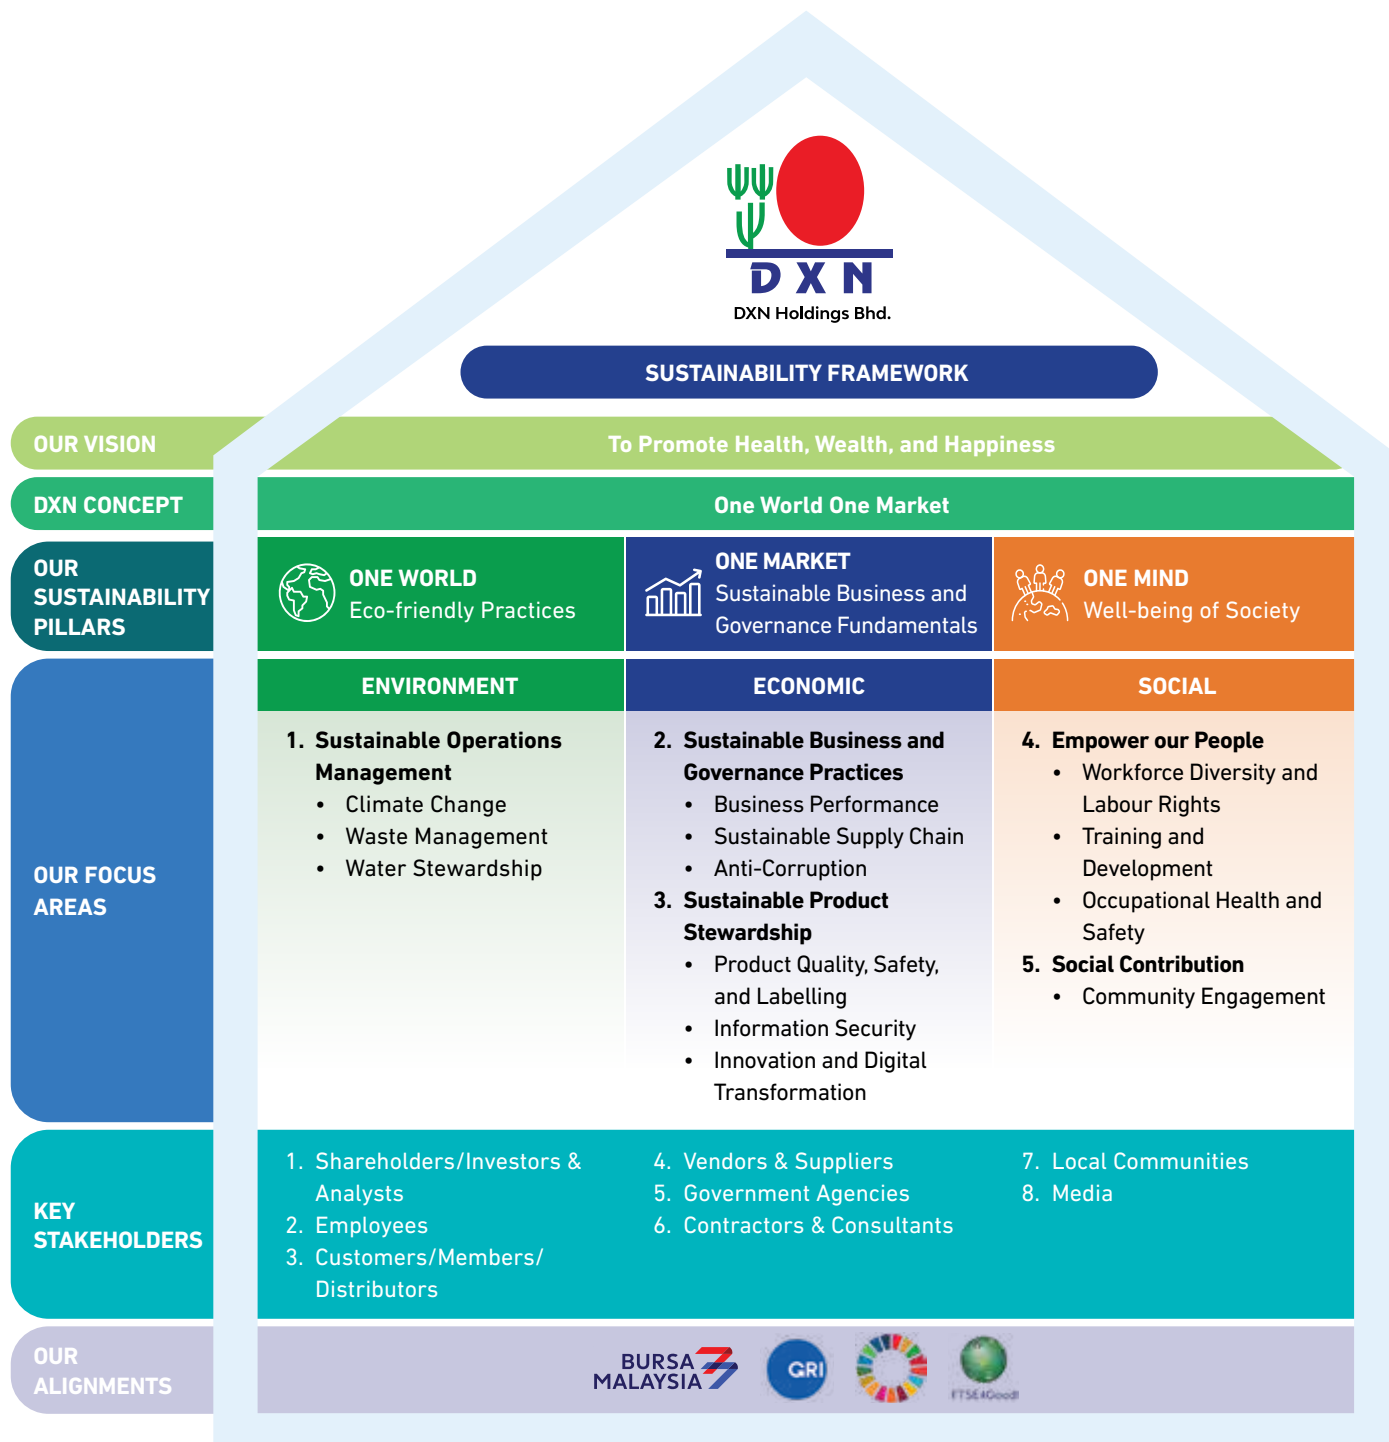 DXN
DXN Holdings Bhd.
SUSTAINABILITY FRAMEWORK
OUR VISION
To Promote Health, Wealth, and Happiness
DXN CONCEPT
One World One Market
OUR
SUSTAINABILITY
PILLARS
ONE WORLD
Eco-friendly Practices
ONE MARKET
Sustainable Business and
Governance Fundamentals
ONE MIND
Well-being of Society
OUR FOCUS
AREAS
ENVIRONMENT
1. Sustainable Operations
Management
• Climate Change
• Waste Management
• Water Stewardship
ECONOMIC
2. Sustainable Business and
Governance Practices
• Business Performance
• Sustainable Supply Chain
• Anti-Corruption
3. Sustainable Product
Stewardship
• Product Quality, Safety,
and Labelling
• Information Security
• Innovation and Digital
Transformation
SOCIAL
4. Empower our People
• Workforce Diversity and
Labour Rights
• Training and
Development
• Occupational Health and
Safety
5. Social Contribution
• Community Engagement
KEY
STAKEHOLDERS
1. Shareholders/Investors &
Analysts
2. Employees
3. Customers/Members/
Distributors
4. Vendors & Suppliers
5. Government Agencies
6. Contractors & Consultants
7. Local Communities
8. Media
OUR
ALIGNMENTS
BURSA
MALAYSIA
GRI
FTSE4Good